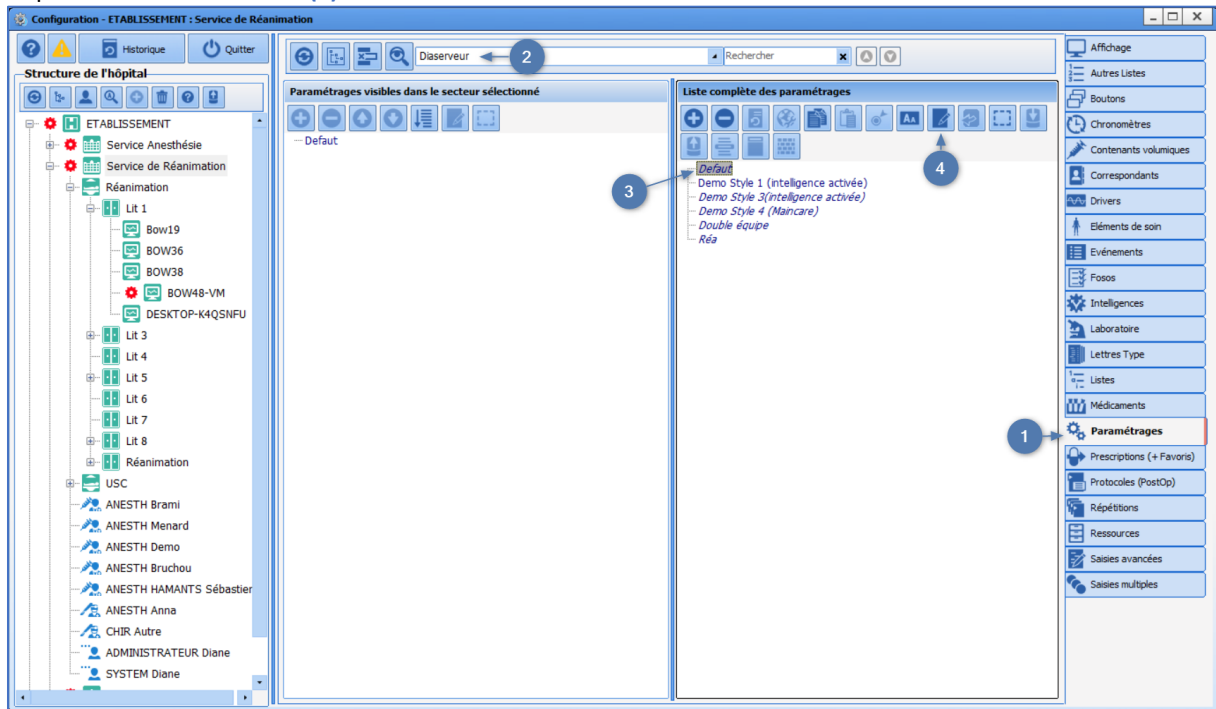 Configuration - ETABLISSEMENT : Service de Réanimation
Historique
Quitter
Structure de l'hôpital
ETABLISSEMENT
Service Anesthésie
Service de Réanimation
Réanimation
Lit 1
Bow19
BOW36
BOW38
BOW48-VM
DESKTOP-K4QSNFU
Lit 3
Lit 4
Lit 5
Lit 6
Lit 7
Lit 8
Réanimation
USC
ANESTH Brami
ANESTH Menard
ANESTH Demo
ANESTH Bruchou
ANESTH HAMANTS Sébastier
ANESTH Anna
CHIR Autre
ADMINISTRATEUR Diane
SYSTEM Diane
Diaserveur
2
Rechercher
Paramétrages visibles dans le secteur sélectionné
Defaut
Liste complète des paramétrages
Defaut
Demo Style 1 (intelligence activée)
Demo Style 3(intelligence activée)
Demo Style 4 (Maincare)
Double équipe
Réa
3
4
1
Affichage
Autres Listes
Boutons
Chronomètres
Contenants volumiques
Correspondants
Drivers
Eléments de soin
Evénements
Fosos
Intelligences
Laboratoire
Lettres Type
Listes
Médicaments
Paramétrages
Prescriptions (+ Favoris)
Protocoles (PostOp)
Répétitions
Ressources
Saisies avancées
Saisies multiples